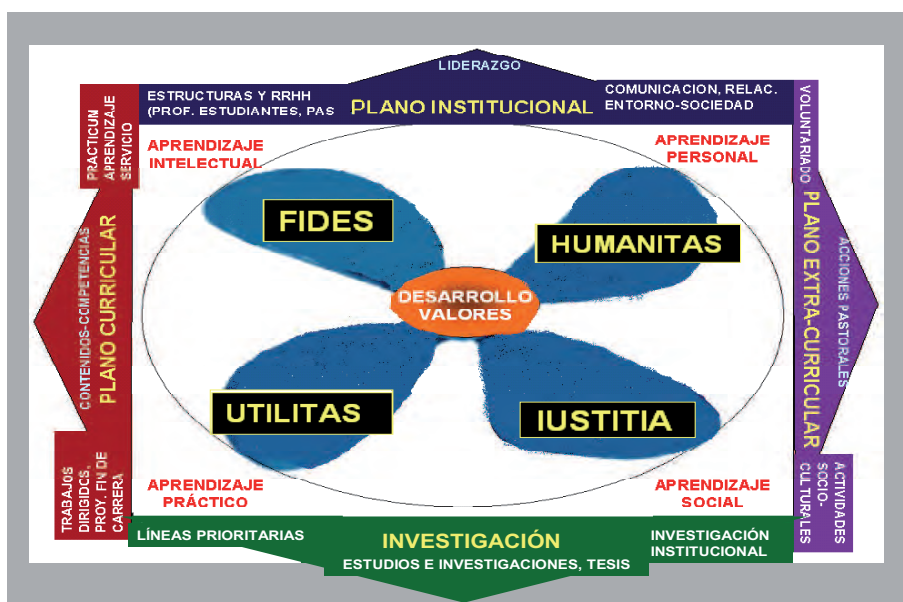 LIDERAZGO
ESTRUCTURAS Y RRHH
(PROF. ESTUDIANTES, PAS
PLANO INSTITUCIONAL
COMUNICACION, RELAC.
ENTORNO-SOCIEDAD
PRACTICUM
APRENDIZAJE
SERVICIO
APRENDIZAJE
INTELECTUAL
APRENDIZAJE
PERSONAL
VOLUNTARIADO
FIDES
HUMANITAS
CONTENIDOS-COMPETENCIAS
PLANO CURRICULAR
DESARROLLO
VALORES
PLANO EXTRA-CURRICULAR
ACCIONES PASTORALES
UTILITAS
IUSTITIA
TRABAJOS
DIRIGIDOS,
PROY. FIN DE
CARRERA
APRENDIZAJE
PRÁCTICO
APRENDIZAJE
SOCIAL
ACTIVIDADES
SOCIO-
CULTURALES
LÍNEAS PRIORITARIAS
INVESTIGACIÓN
ESTUDIOS E INVESTIGACIONES, TESIS
INVESTIGACIÓN
INSTITUCIONAL